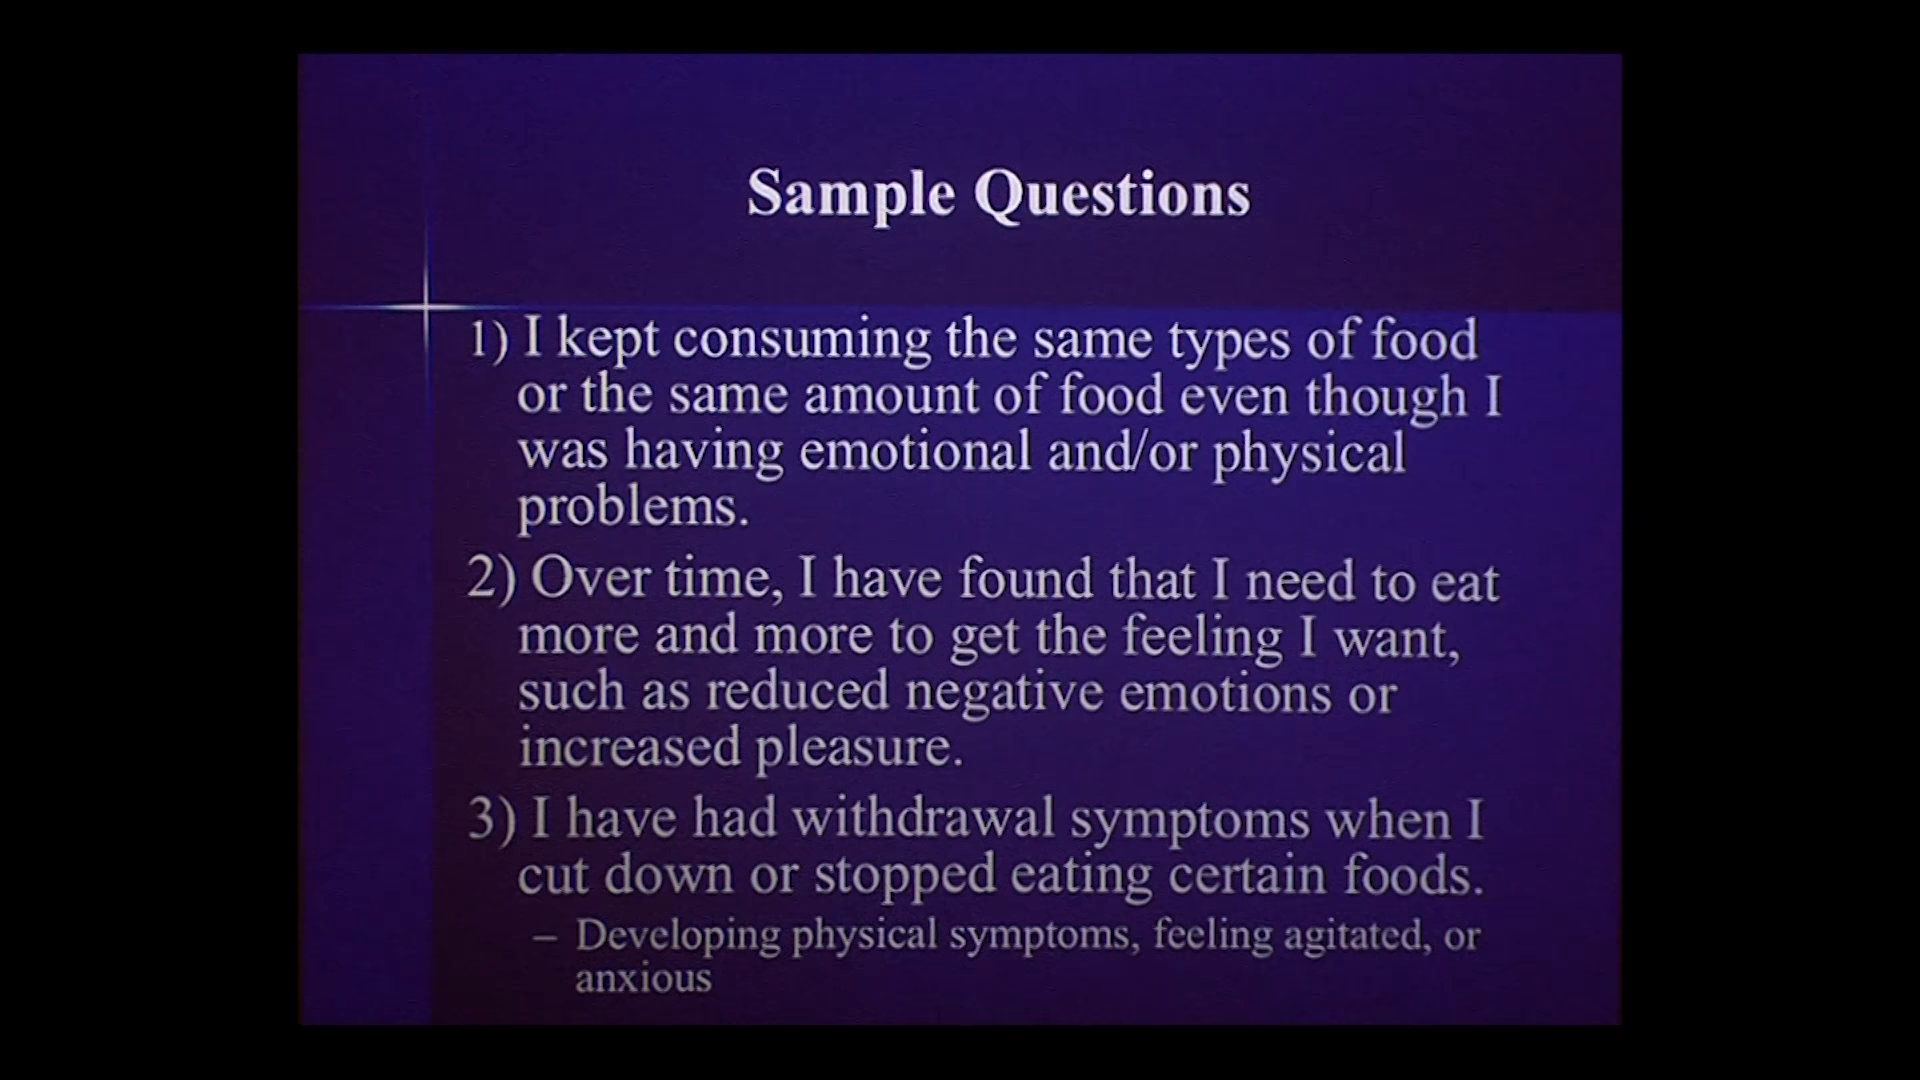 Sample Questions
1) I kept consuming the same types of food
or the same amount of food even though I
was having emotional and/or physical
problems.
2) Over time, I have found that I need to eat
more and more to get the feeling I want,
such as reduced negative emotions or
increased pleasure.
3) I have had withdrawal symptoms when I
cut down or stopped eating certain foods.
– Developing physical symptoms, feeling agitated, or
anxious